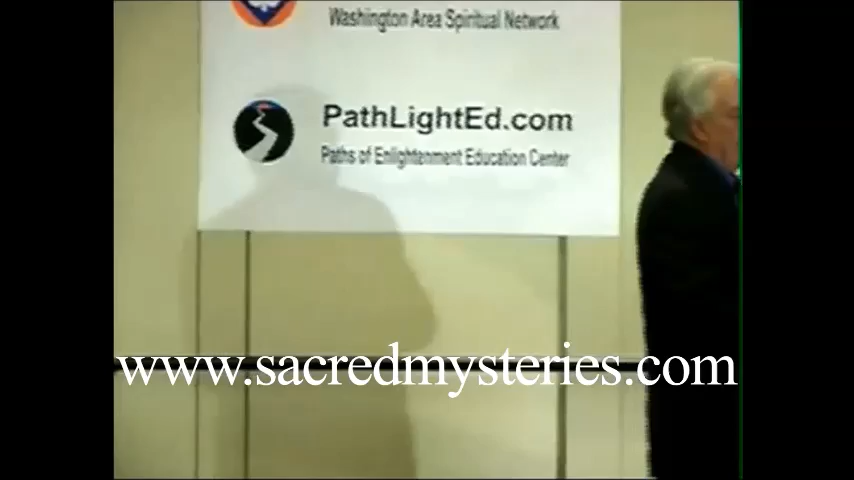 Washington Area Spiritual Network
PathLightEd.com
Paths of Enlightenment Education Center
www.sacredmysteries.com